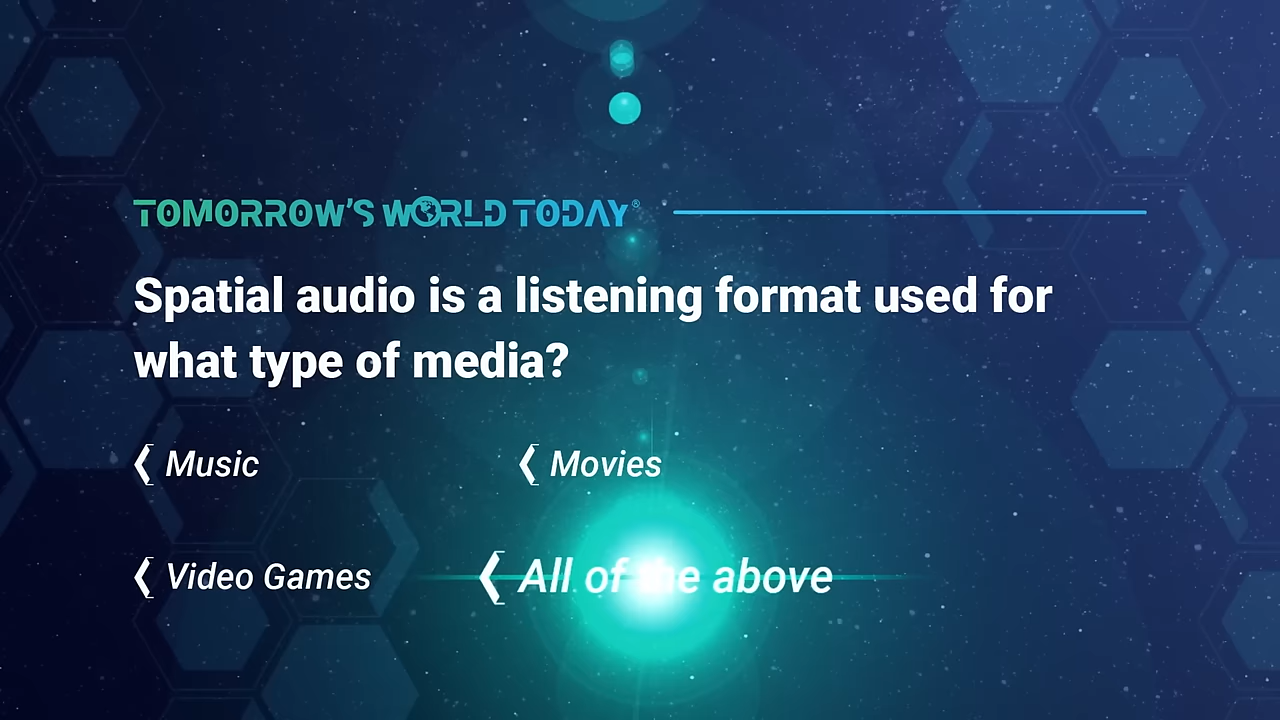 TOMORROW'S WORLD TODAY®
Spatial audio is a listening format used for
what type of media?
Music
Movies
Video Games
All of the above